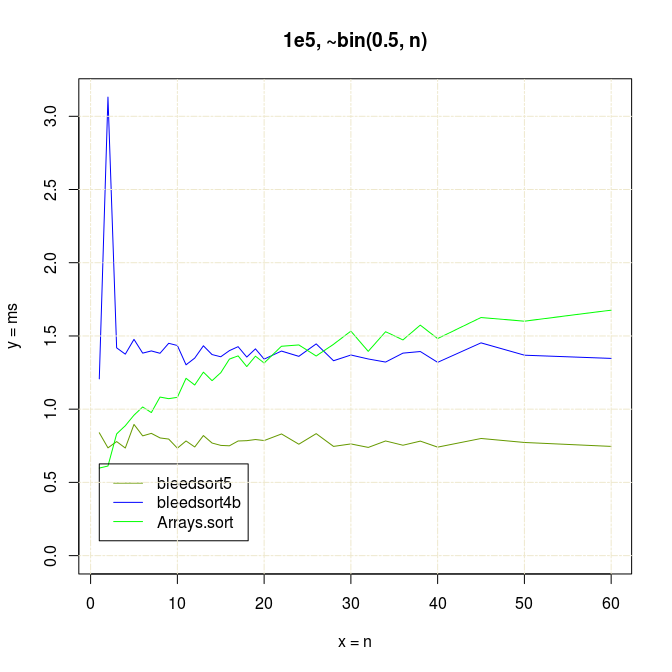 1e5, ~bin(0.5, n)
y = ms
3.0
2.5
2.0
1.5
1.0
0.5
0.0
bleedsort5
bleedsort4b
Arrays.sort
0 10 20 30 40 50 60
x = n